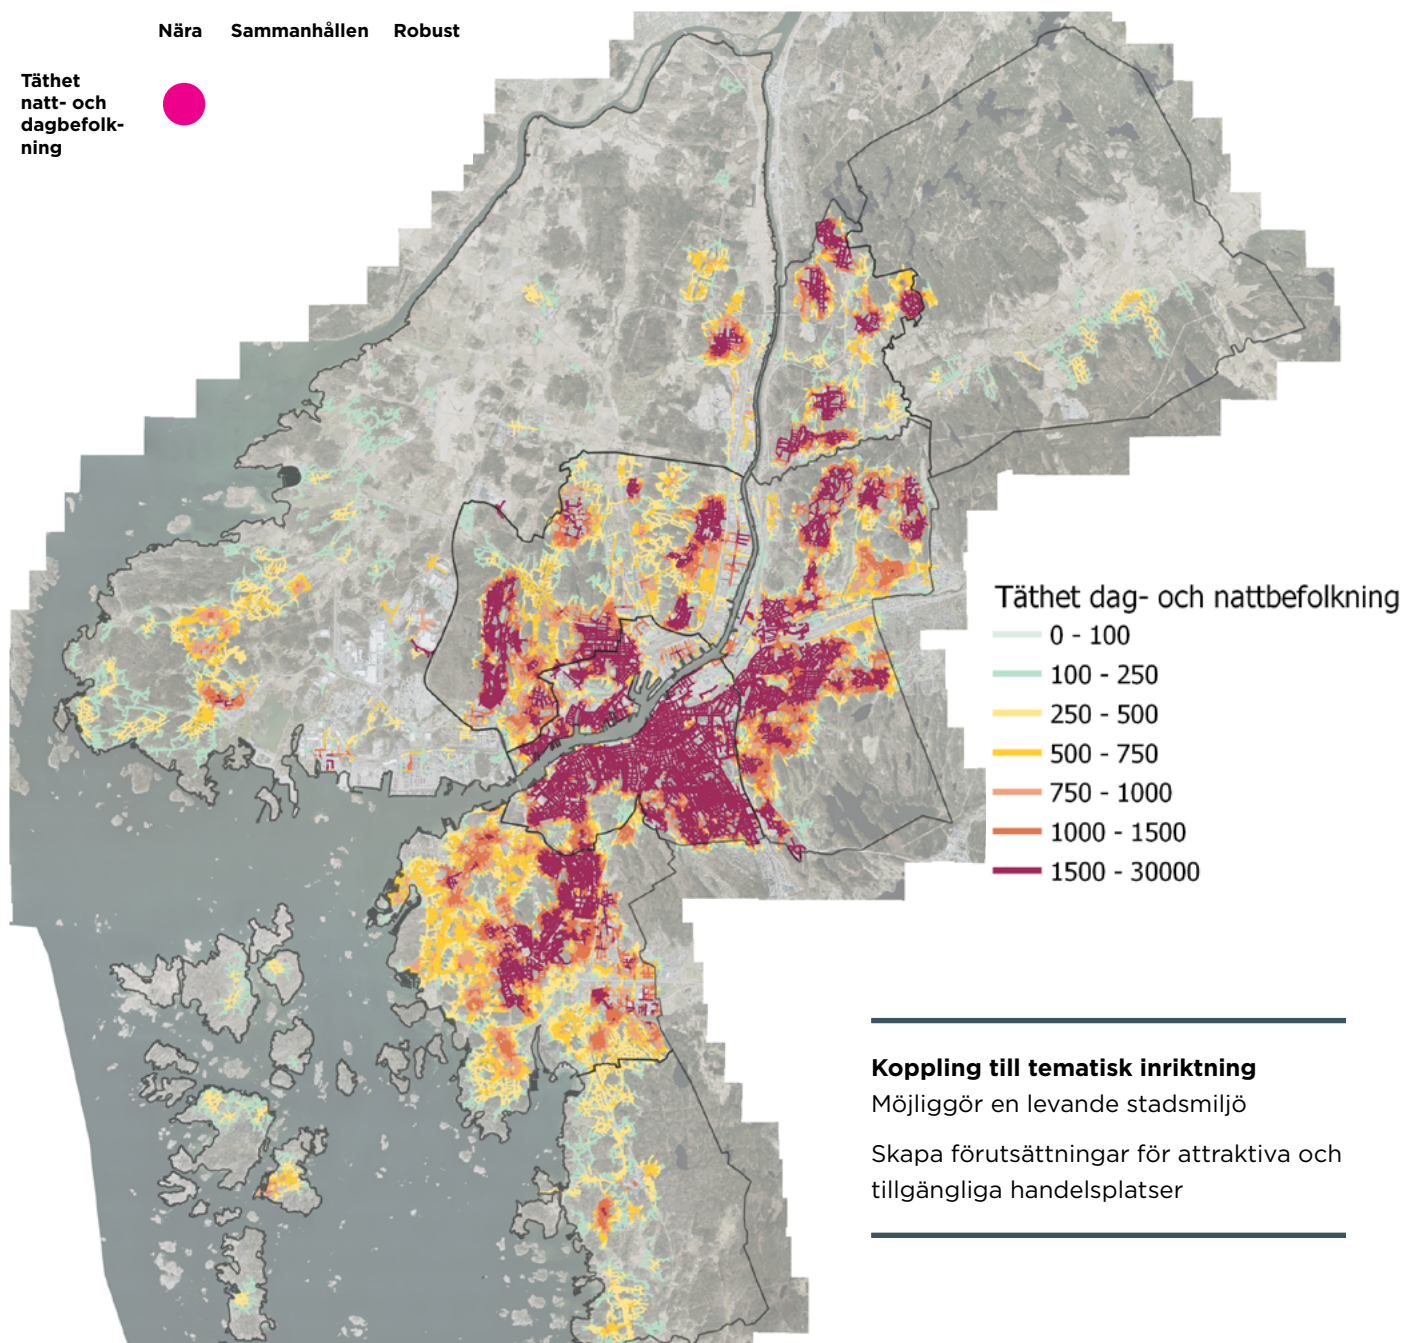 Nära Sammanhållen Robust
Täthet
natt- och
dagbefolk-
ning
Täthet dag- och nattbefolkning
0 - 100
100 - 250
250 - 500
500 - 750
750 - 1000
1000 - 1500
1500 - 30000
Koppling till tematisk inriktning
Möjliggör en levande stadsmiljö
Skapa förutsättningar för attraktiva och
tillgängliga handelsplatser